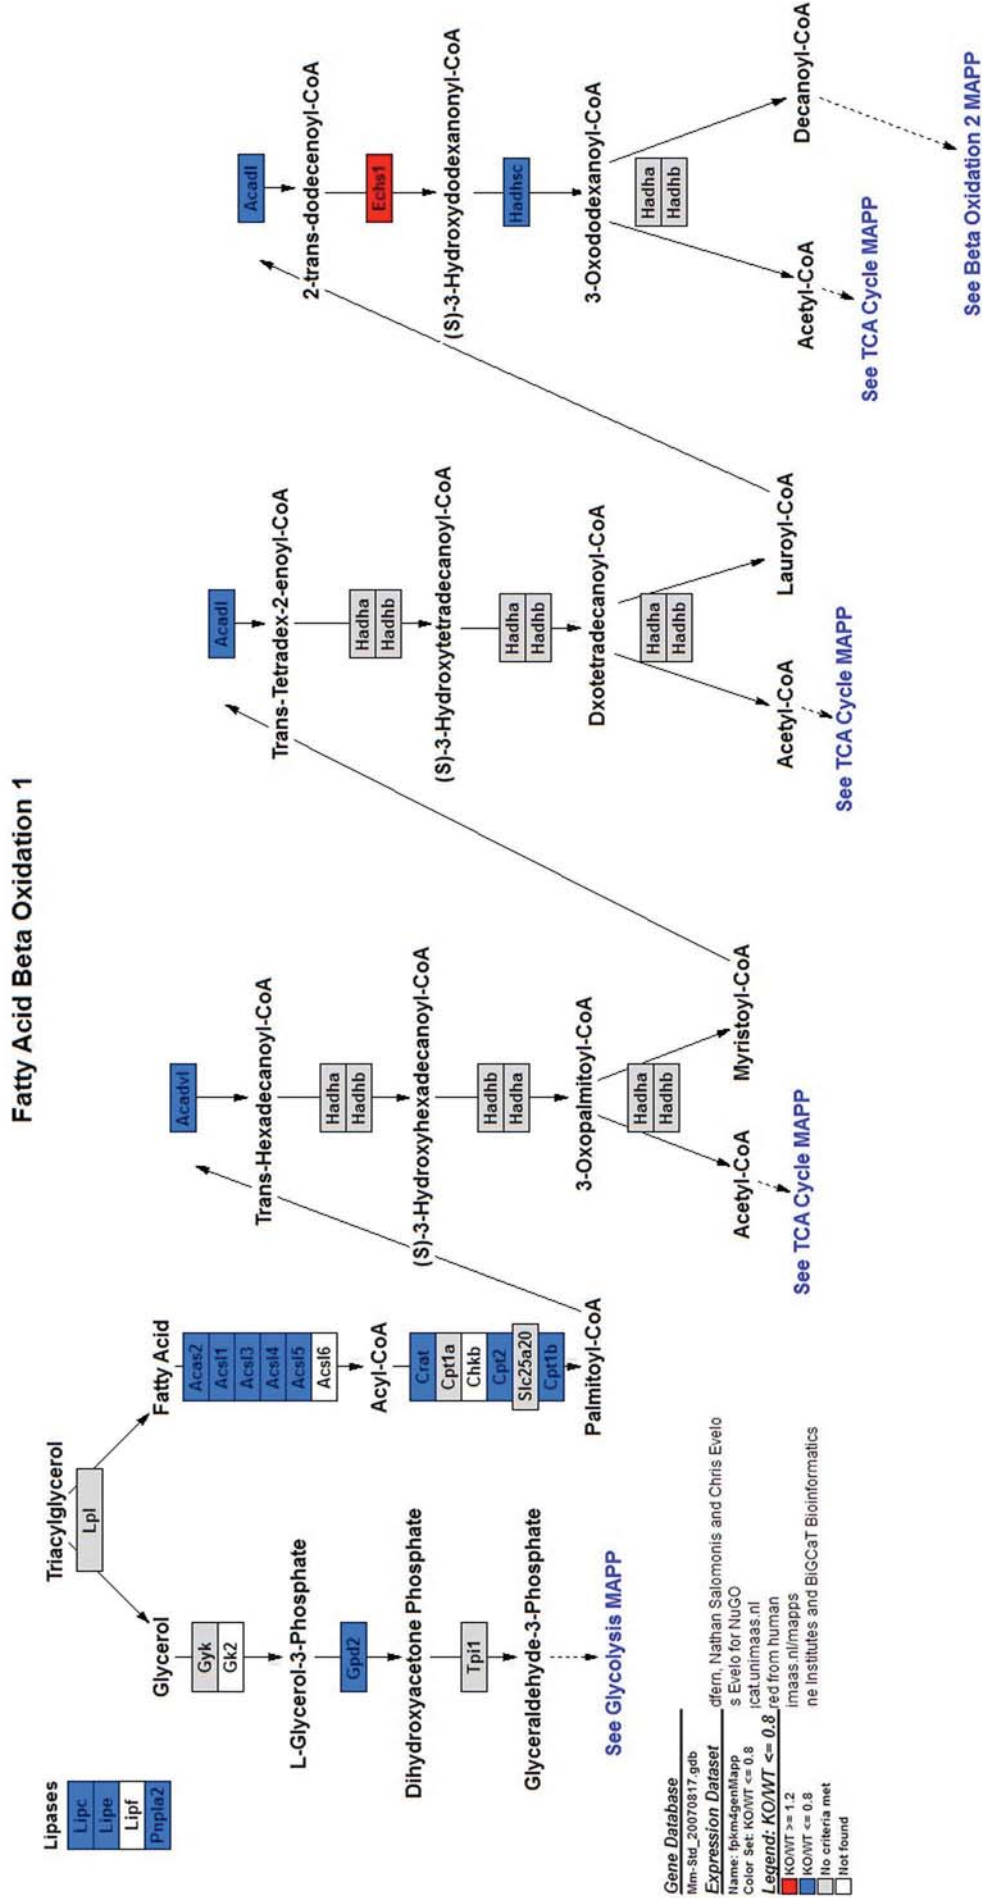 Fatty Acid Beta Oxidation 1
Lipases
Lipc
Lipe
Lipf
Pnpla2
Triacylglycerol
Lpl
Glycerol
Gyk
Gk2
L-Glycerol-3-Phosphate
Gpd2
Dihydroxyacetone Phosphate
Tpi1
Glyceraldehyde-3-Phosphate
See Glycolysis MAPP
Fatty Acid
Acas2
Acsl1
Acsl3
Acsl4
Acsl5
Acsl6
Acyl-CoA
Crat
Cpt1a
Chkb
Cpt2
Slc25a20
Cpt1b
Palmitoyl-CoA
Acadvl
Trans-Hexadecanoyl-CoA
Hadha
Hadhb
(S)-3-Hydroxyhexadecanoyl-CoA
Hadhb
Hadha
3-Oxopalmitoyl-CoA
Hadha
Hadhb
Acetyl-CoA
Myristoyl-CoA
See TCA Cycle MAPP
Acadl
Trans-Tetradex-2-enoyl-CoA
Hadha
Hadhb
(S)-3-Hydroxytetradecanoyl-CoA
Hadha
Hadhb
Dxotetradecanoyl-CoA
Hadha
Hadhb
Acetyl-CoA
Lauroyl-CoA
See TCA Cycle MAPP
Acadl
2-trans-dodecenoyl-CoA
Echs1
(S)-3-Hydroxydodexanonyl-CoA
Hadhsc
3-Oxododexanoyl-CoA
Hadha
Hadhb
Acetyl-CoA
Decanoyl-CoA
See TCA Cycle MAPP
See Beta Oxidation 2 MAPP
Gene Database
Mm-Std_20070817.gdb
Expression Dataset
Name: fpkm4genMapp
Color Set: KO/WT <= 0.8
Legend: KO/WT <= 0.8
KO/WT >= 1.2
KO/WT <= 0.8
No criteria met
Not found
dfern, Nathan Salomonis and Chris Evelo
s Evelo for NuGO
cat.unimaas.nl
red from human
imaas.nl/mapps
ne Institutes and BiGCaT Bioinformatics